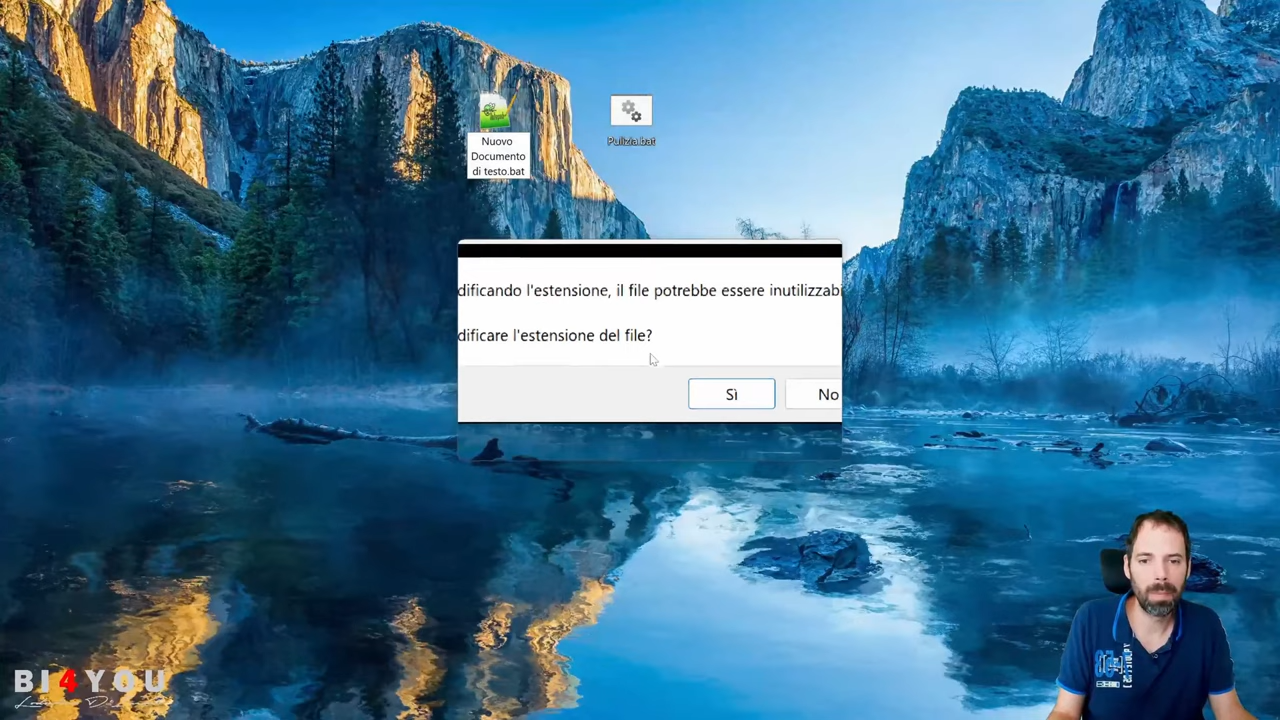 Nuovo
Documento
di testo.bat
Pulizia.bat
dificando l'estensione, il file potrebbe essere inutilizzabi
dificare l'estensione del file?
Sì
No
BI4YOU